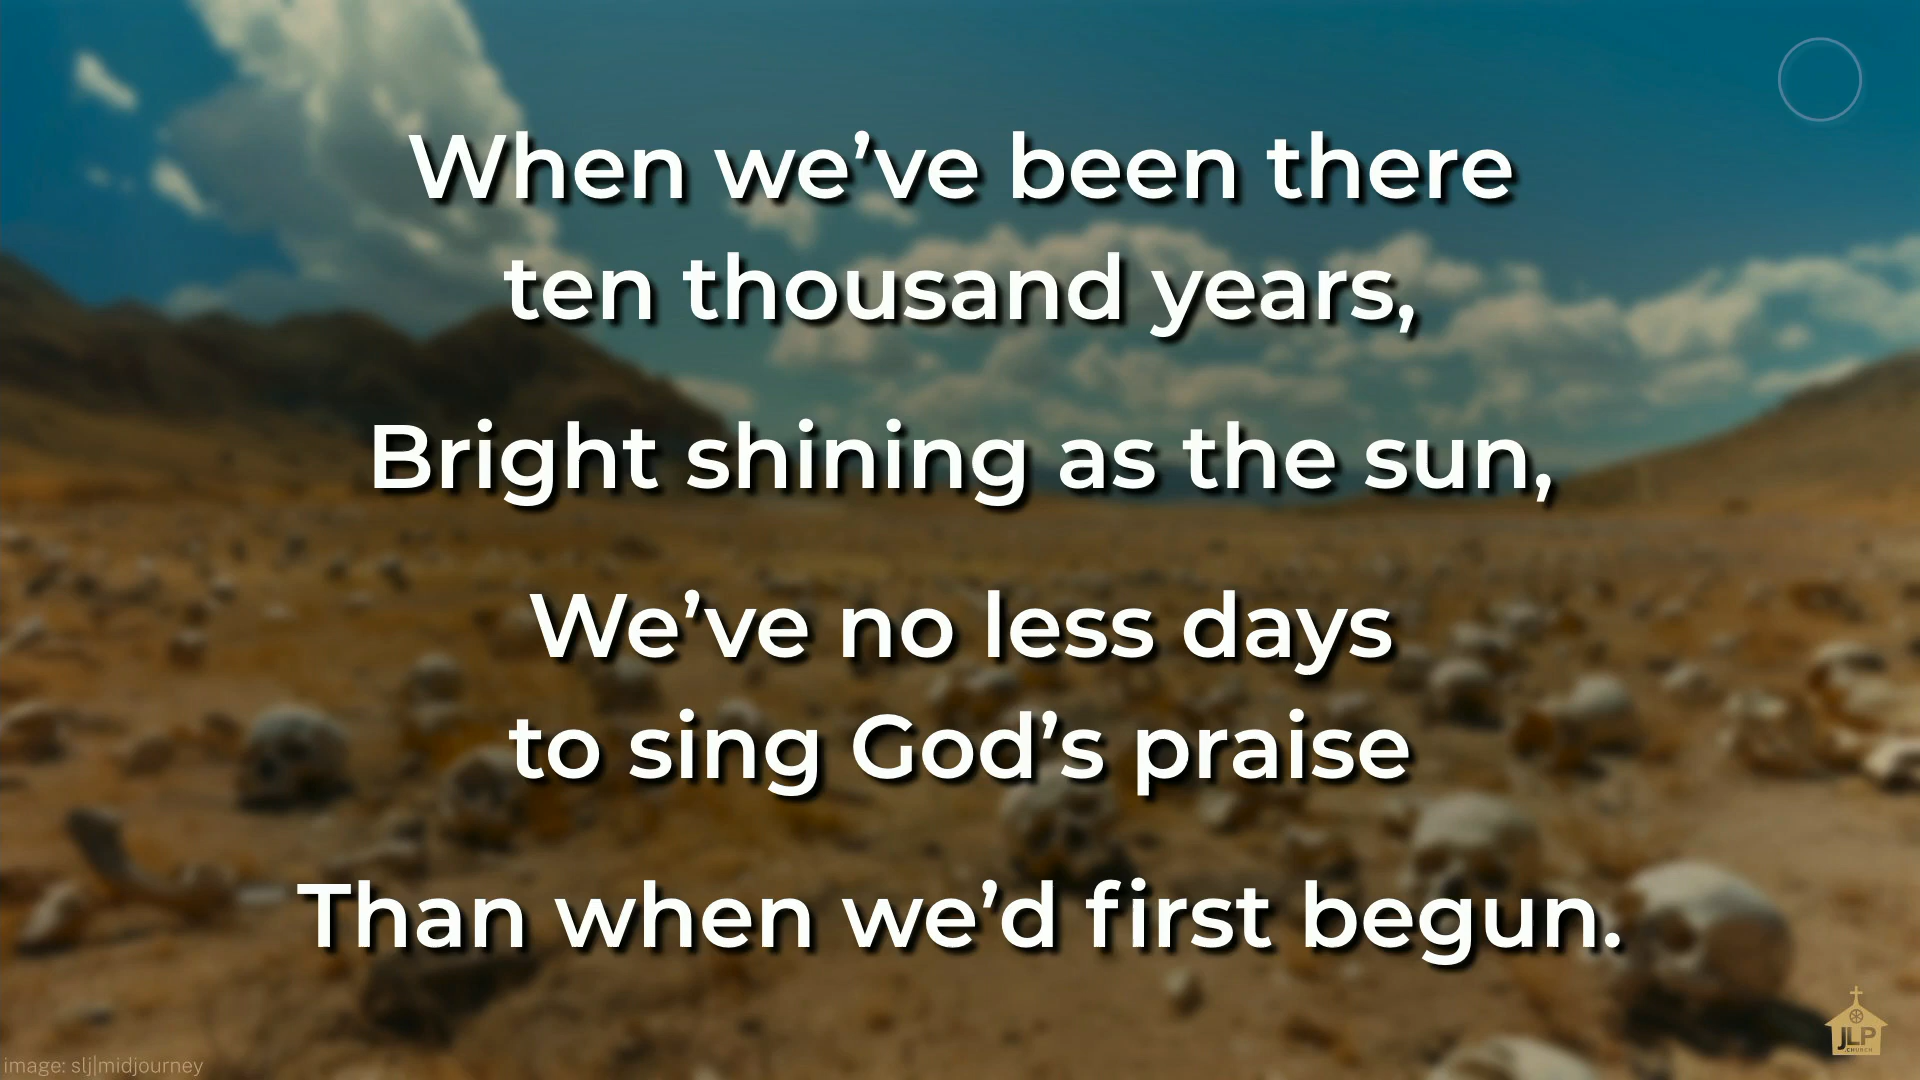 When we’ve been there
ten thousand years,
Bright shining as the sun,
We’ve no less days
to sing God’s praise
Than when we’d first begun.
JLP
.CHURCH
image: slj|midjourney